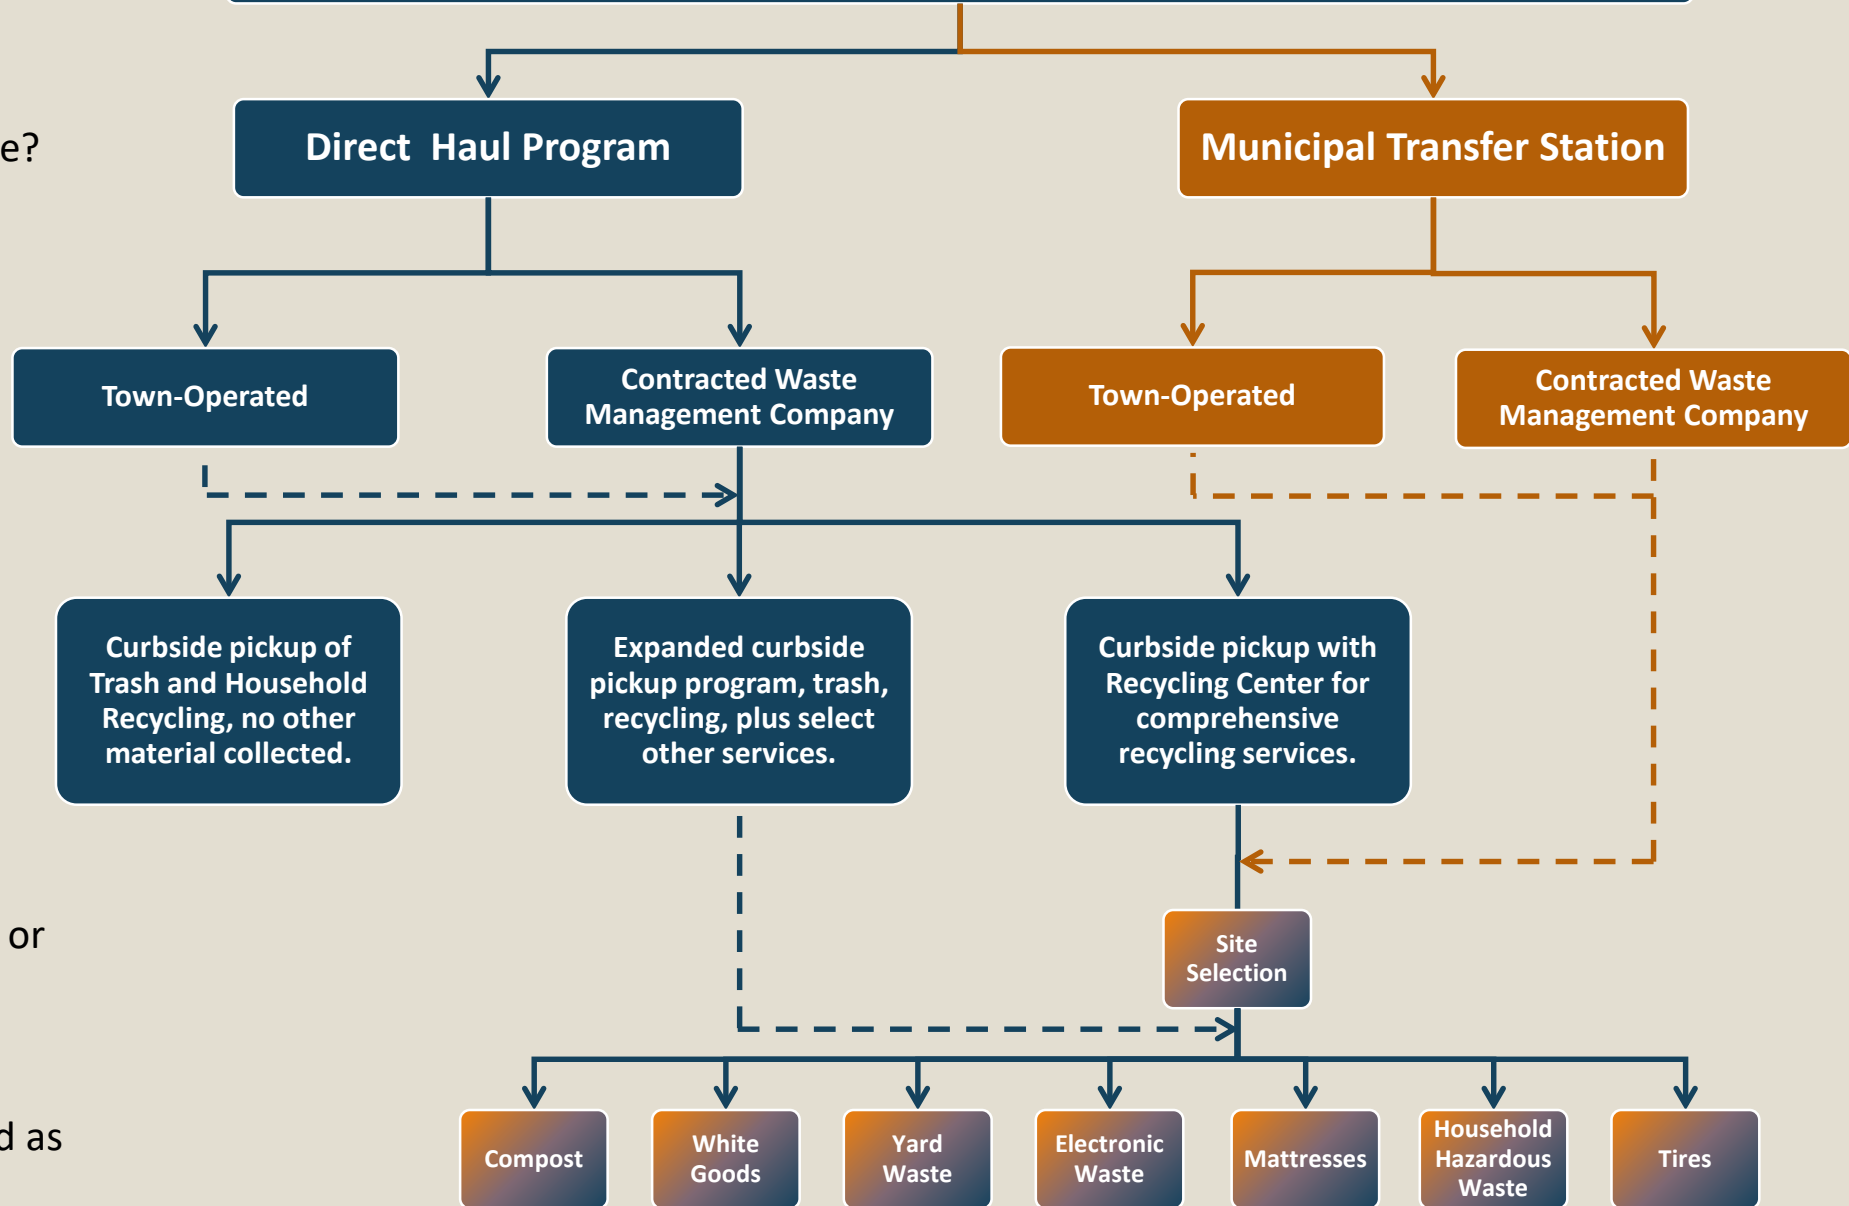 e?
Direct  Haul Program
Municipal Transfer Station
Town-Operated
Contracted Waste
Management Company
Town-Operated
Contracted Waste
Management Company
Curbside pickup of
Trash and Household
Recycling, no other
material collected.
Expanded curbside
pickup program, trash,
recycling, plus select
other services.
Curbside pickup with
Recycling Center for
comprehensive
recycling services.
or
Site
Selection
d as
Compost
White
Goods
Yard
Waste
Electronic
Waste
Mattresses
Household
Hazardous
Waste
Tires